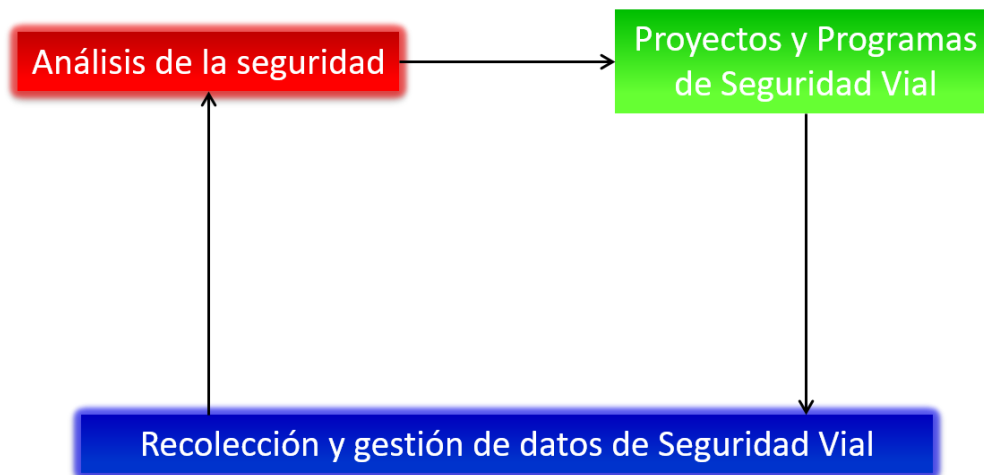 Análisis de la seguridad
Proyectos y Programas
de Seguridad Vial
Recolección y gestión de datos de Seguridad Vial